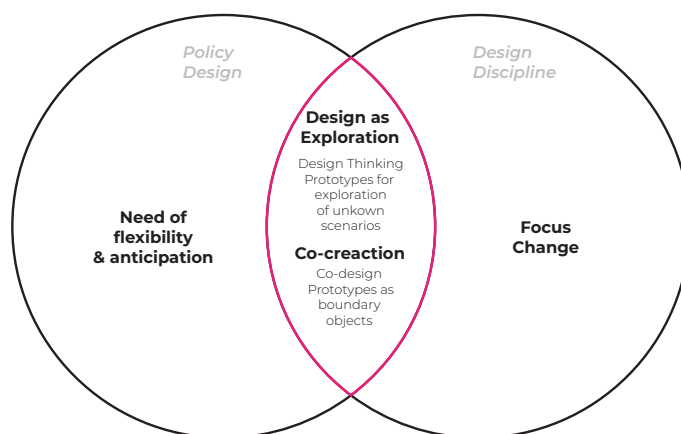 Policy
Design
Design
Discipline
Design as
Exploration
Design Thinking
Prototypes for
exploration
of unkown
scenarios
Need of
flexibility
& anticipation
Focus
Change
Co-creaction
Co-design
Prototypes as
boundary
objects